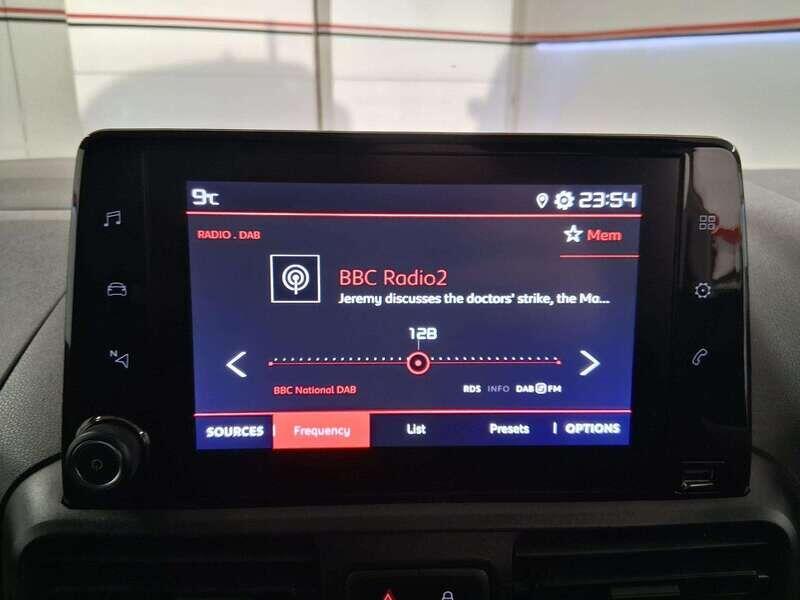 9°C 23:54
RADIO . DAB Mem
BBC Radio2
Jeremy discusses the doctors' strike, the Ma...
12B
BBC National DAB RDS INFO DAB FM
SOURCES Frequency List Presets OPTIONS
N